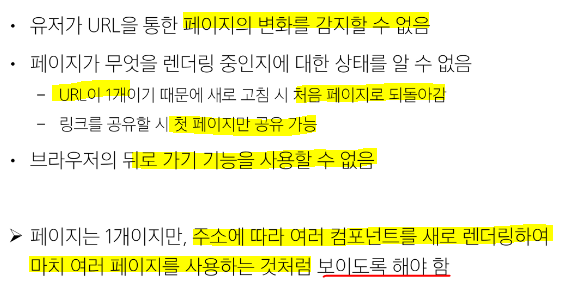 • 유저가 URL을 통한 페이지의 변화를 감지할 수 없음
• 페이지가 무엇을 렌더링 중인지에 대한 상태를 알 수 없음
– URL이 1개이기 때문에 새로 고침 시 처음 페이지로 되돌아감
– 링크를 공유할 시 첫 페이지만 공유 가능
• 브라우저의 뒤로 가기 기능을 사용할 수 없음
➢ 페이지는 1개이지만, 주소에 따라 여러 컴포넌트를 새로 렌더링하여
마치 여러 페이지를 사용하는 것처럼 보이도록 해야 함